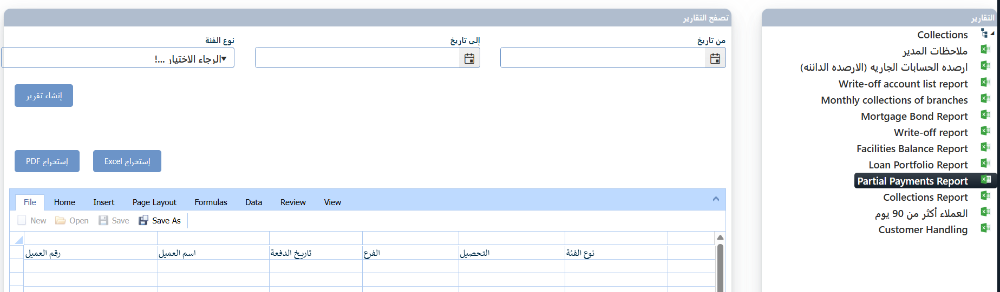 التقارير
Collections
ملاحظات المدير
ارصده الحسابات الجاريه (الارصده الدائنه)
Write-off account list report
Monthly collections of branches
Mortgage Bond Report
Write-off report
Facilities Balance Report
Loan Portfolio Report
Partial Payments Report
Collections Report
العملاء أكثر من 90 يوم
Customer Handling
تصفح التقارير
من تاريخ
إلى تاريخ
نوع الفئة
الرجاء الاختيار ...!
إنشاء تقرير
إستخراج PDF
إستخراج Excel
File Home Insert Page Layout Formulas Data Review View
New Open Save Save As
رقم العميل
اسم العميل
تاريخ الدفعة
الفرع
التحصيل
نوع الفئة